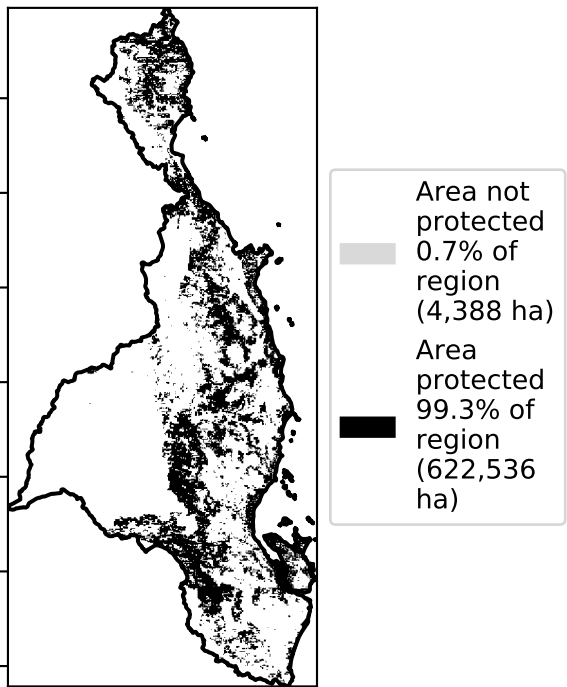 Area not
protected
0.7% of
region
(4,388 ha)
Area
protected
99.3% of
region
(622,536
ha)